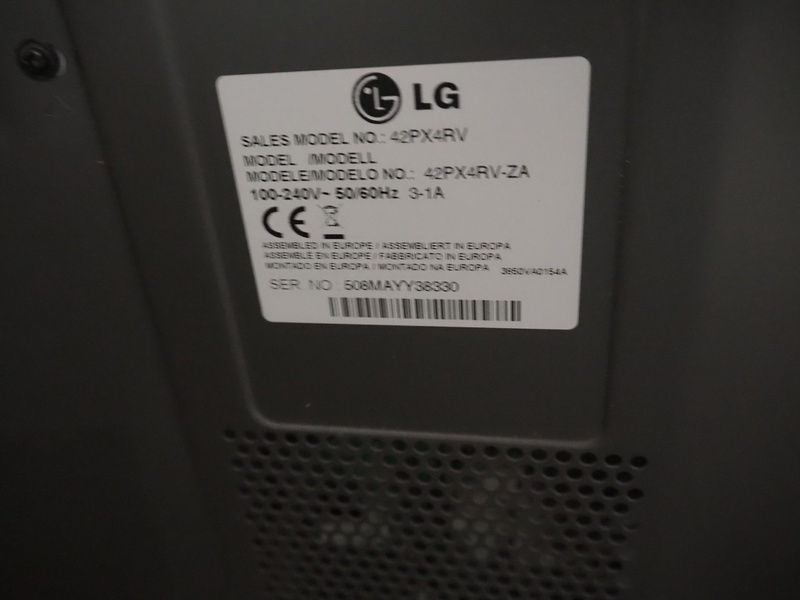 LG
SALES MODEL NO.: 42PX4RV
MODEL /MODELL
MODELE/MODELO NO.: 42PX4RV-ZA
100-240V~ 50/60Hz 3-1A
CE
ASSEMBLED IN EUROPE / ASSEMBLIERT IN EUROPA
ASSEMBLÉ EN EUROPE / FABBRICATO IN EUROPA
MONTADO EN EUROPA / MONTADO NA EUROPA 3850VA0154A
SER. NO : 508MAYY38330